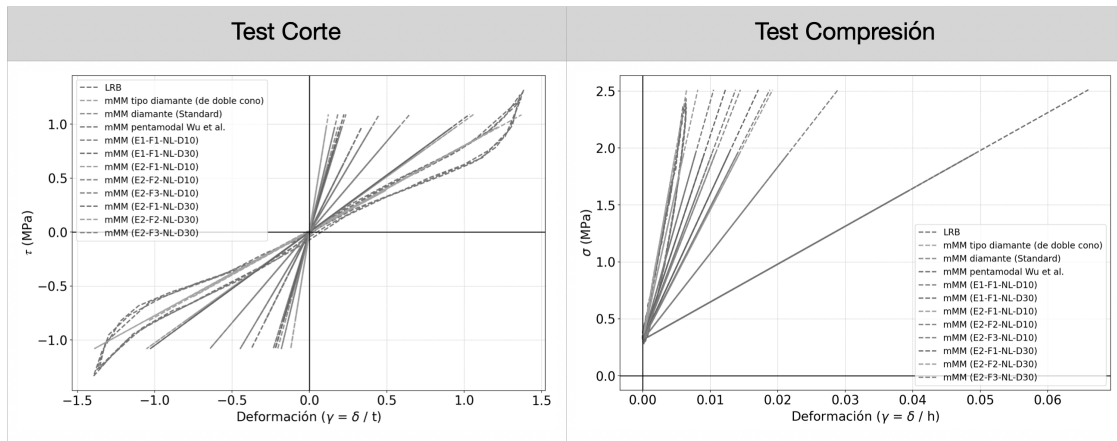 Test Corte
Test Compresión
LRB
mMM tipo diamante (de doble cono)
mMM diamante (Standard)
mMM pentamodal Wu et al.
mMM (E1-F1-NL-D10)
mMM (E1-F1-NL-D30)
mMM (E2-F1-NL-D10)
mMM (E2-F2-NL-D10)
mMM (E2-F3-NL-D10)
mMM (E2-F1-NL-D30)
mMM (E2-F2-NL-D30)
mMM (E2-F3-NL-D30)
1.0
0.5
0.0
−0.5
−1.0
τ (MPa)
−1.5 −1.0 −0.5 0.0 0.5 1.0 1.5
Deformación (γ = δ / t)
2.5
2.0
1.5
1.0
0.5
0.0
σ (MPa)
LRB
mMM tipo diamante (de doble cono)
mMM diamante (Standard)
mMM pentamodal Wu et al.
mMM (E1-F1-NL-D10)
mMM (E1-F1-NL-D30)
mMM (E2-F1-NL-D10)
mMM (E2-F2-NL-D10)
mMM (E2-F3-NL-D10)
mMM (E2-F1-NL-D30)
mMM (E2-F2-NL-D30)
mMM (E2-F3-NL-D30)
0.00 0.01 0.02 0.03 0.04 0.05 0.06
Deformación (γ = δ / h)